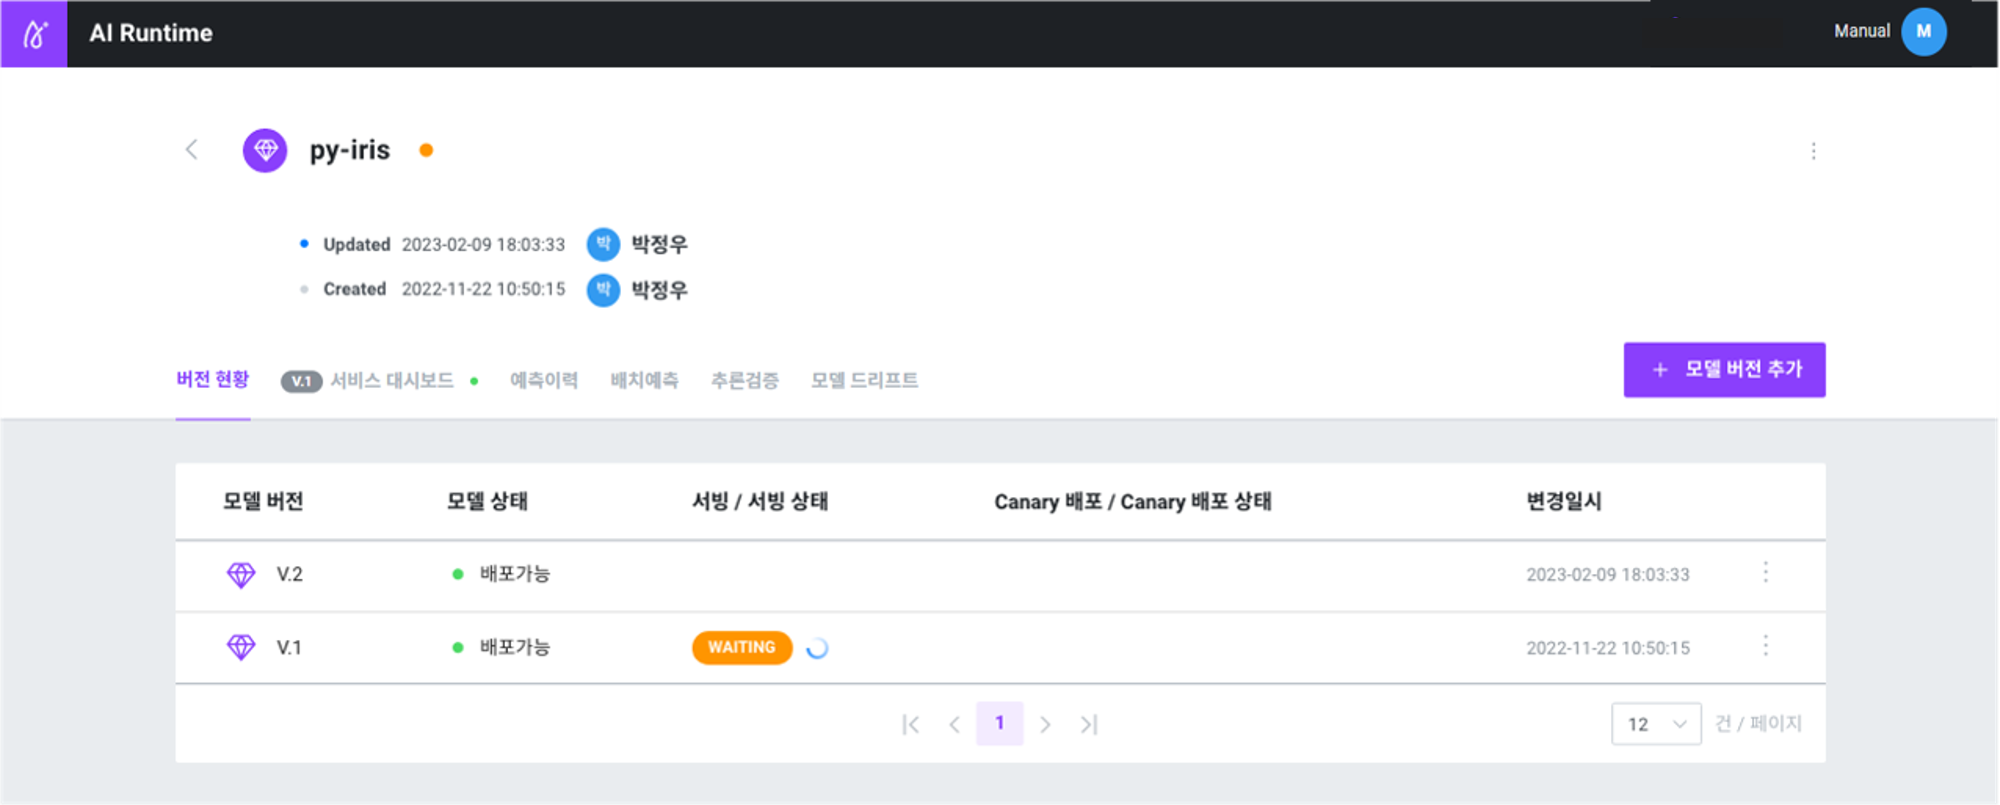 AI Runtime
Manual M
py-iris
Updated 2023-02-09 18:03:33 박 박정우
Created 2022-11-22 10:50:15 박 박정우
버전 현황 V.1 서비스 대시보드 예측이력 배치예측 추론검증 모델 드리프트
+ 모델 버전 추가
모델 버전 모델 상태 서빙 / 서빙 상태 Canary 배포 / Canary 배포 상태 변경일시
V.2 배포가능 2023-02-09 18:03:33
V.1 배포가능 WAITING 2022-11-22 10:50:15
1 12 건 / 페이지